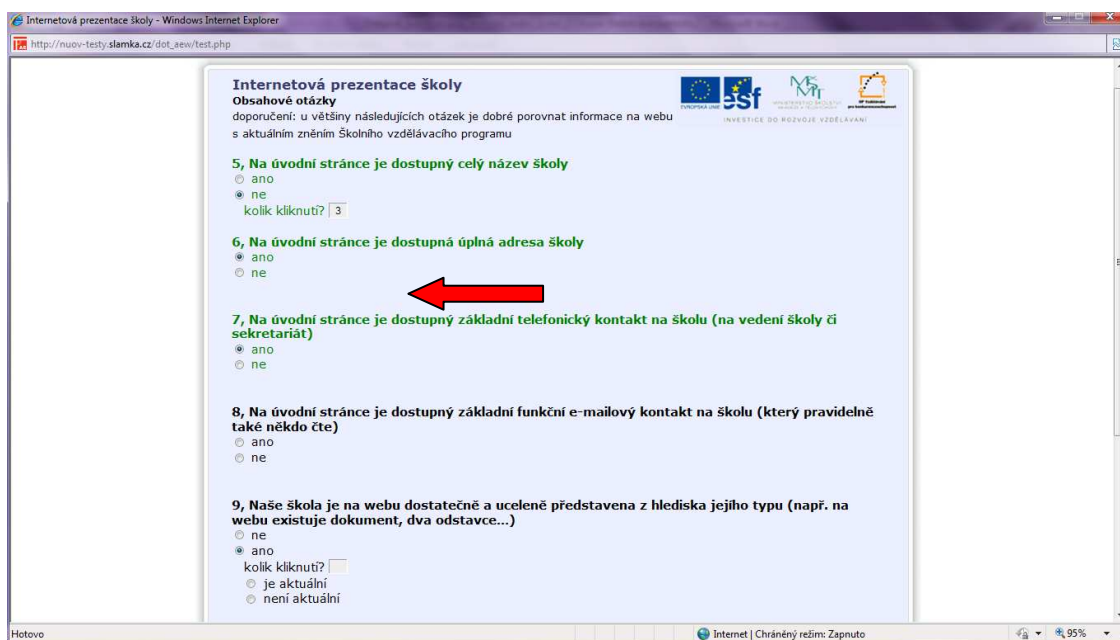 Internetová prezentace školy - Windows Internet Explorer
http://nuov-testy.slamka.cz/dot_aew/test.php
Internetová prezentace školy
Obsahové otázky
doporučení: u většiny následujících otázek je dobré porovnat informace na webu
s aktuálním zněním Školního vzdělávacího programu
EVROPSKÁ UNIE
esf
MŠMT
INVESTICE DO ROZVOJE VZDĚLÁVÁNÍ
5, Na úvodní stránce je dostupný celý název školy
ano
ne
kolik kliknutí? 3
6, Na úvodní stránce je dostupná úplná adresa školy
ano
ne
7, Na úvodní stránce je dostupný základní telefonický kontakt na školu (na vedení školy či
sekretariát)
ano
ne
8, Na úvodní stránce je dostupný základní funkční e-mailový kontakt na školu (který pravidelně
také někdo čte)
ano
ne
9, Naše škola je na webu dostatečně a uceleně představena z hlediska jejího typu (např. na
webu existuje dokument, dva odstavce...)
ne
ano
kolik kliknutí?
je aktuální
není aktuální
Hotovo
Internet | Chráněný režim: Zapnuto
95%